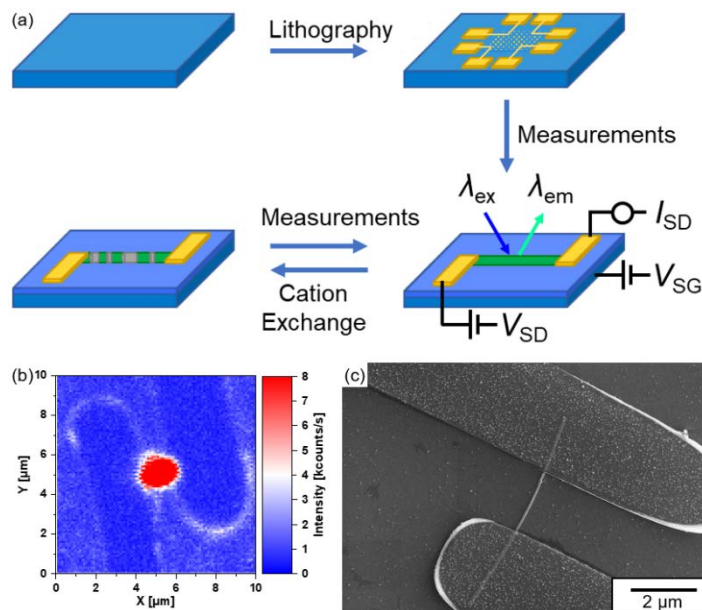 (a)
Lithography
Measurements
λex
λem
ISD
Measurements
Cation
Exchange
VSG
VSD
(b)
10
8
6
4
2
0
Y [µm]
0 2 4 6 8 10
X [µm]
8
7
6
5
4
3
2
1
0
Intensity [kcounts/s]
(c)
2 µm